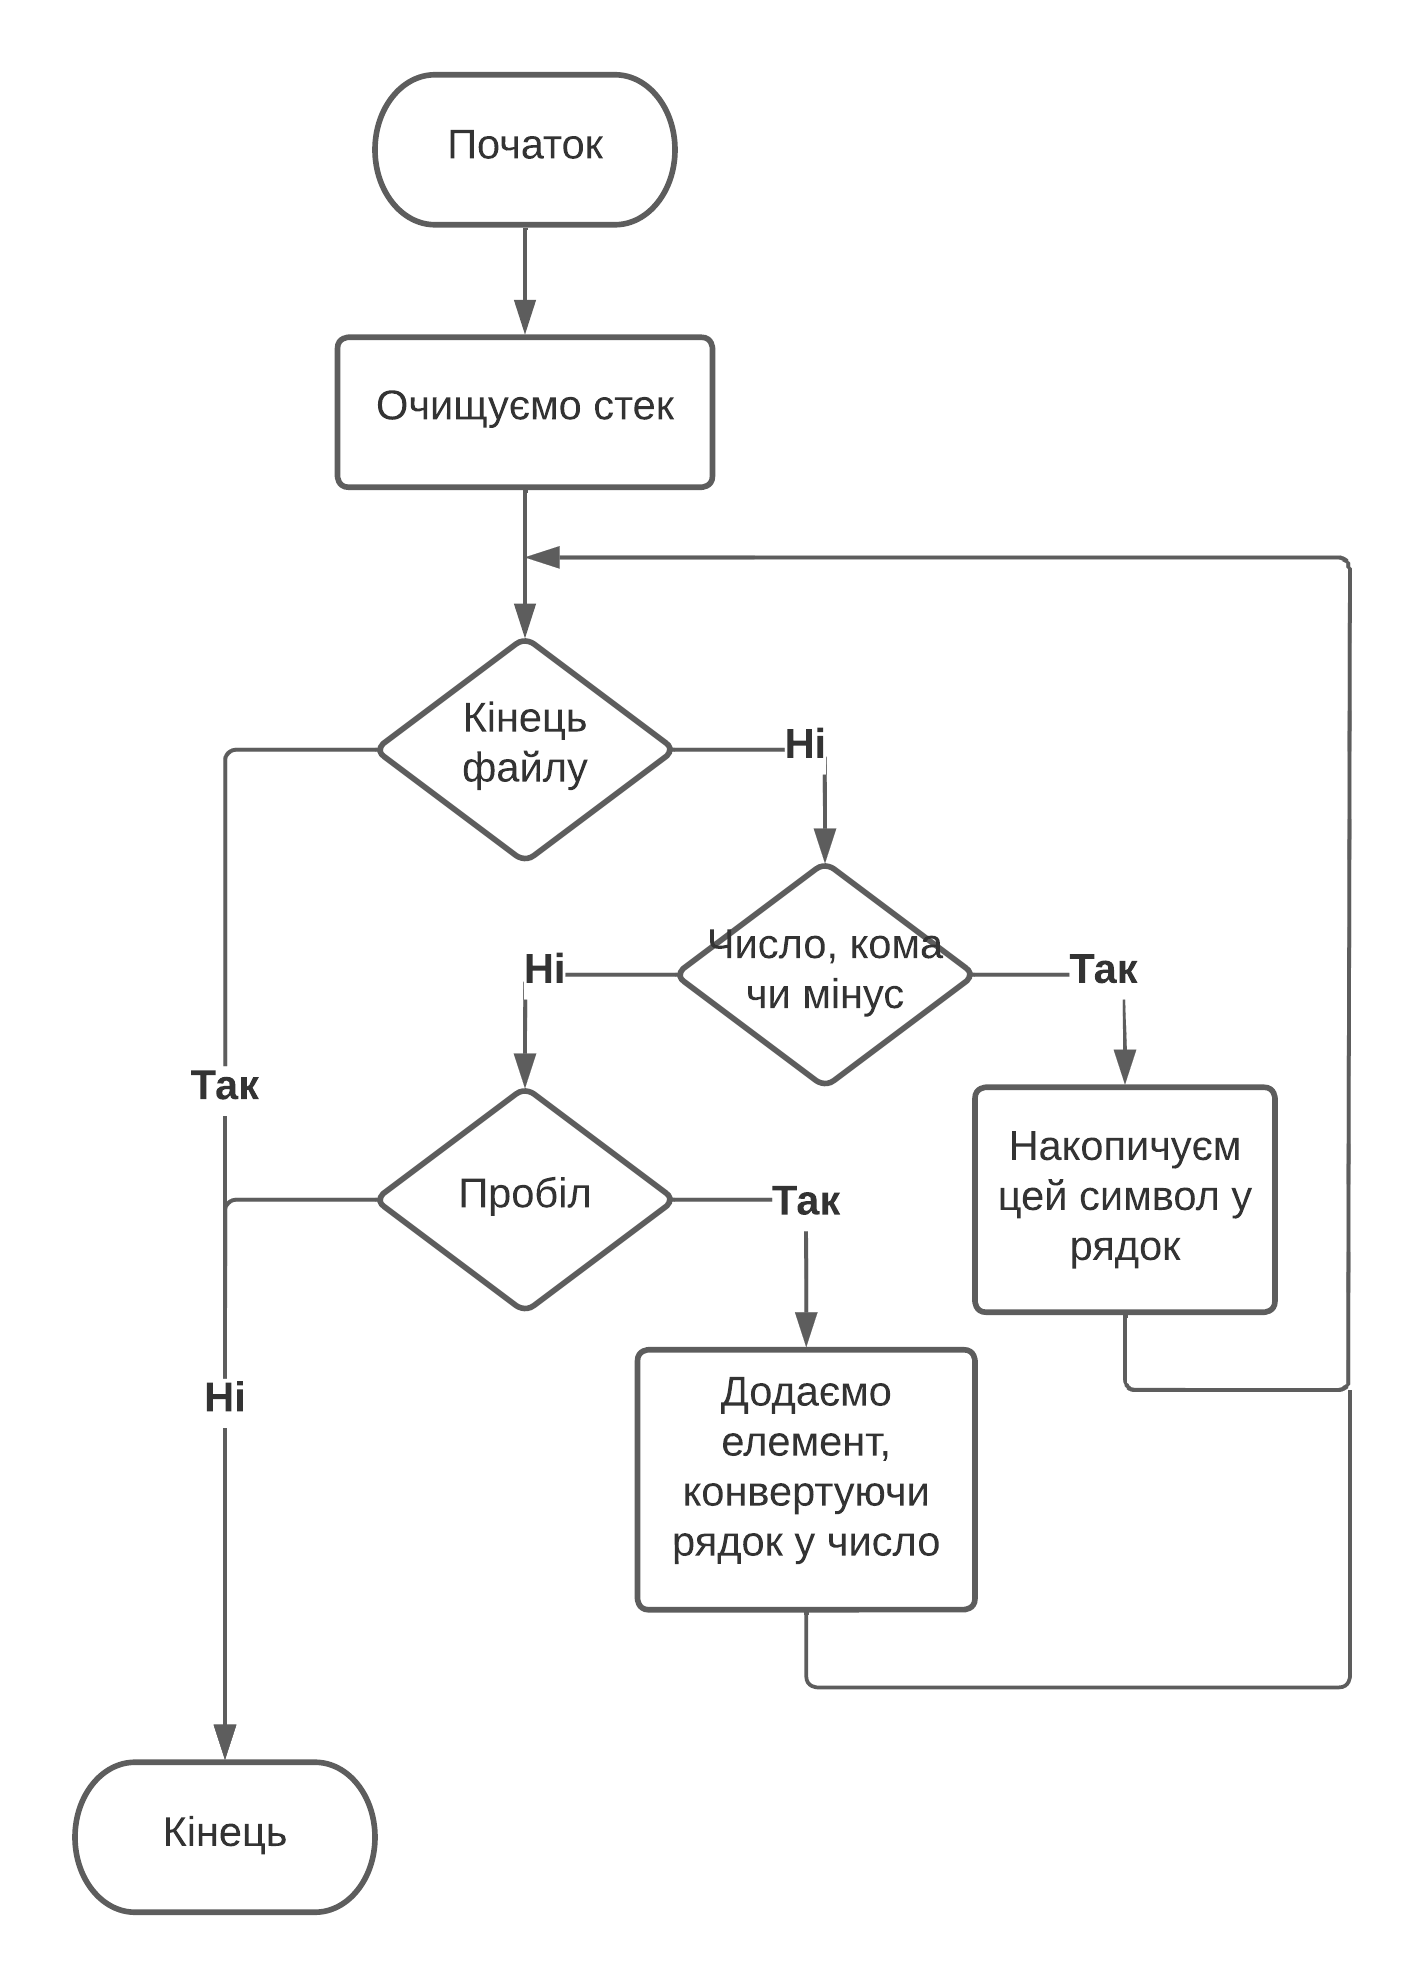 Початок
Очищуємо стек
Кінець
файлу
Ні
Число, кома
чи мінус
Ні
Так
Так
Пробіл
Так
Накопичуєм
цей символ у
рядок
Ні
Додаємо
елемент,
конвертуючи
рядок у число
Кінець